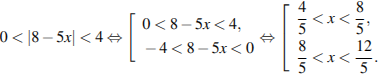 0 < |8 − 5x| < 4 ⇔ [ 0 < 8 − 5x < 4, −4 < 8 − 5x < 0 ⇔ [ 4/5 < x < 8/5, 8/5 < x < 12/5.